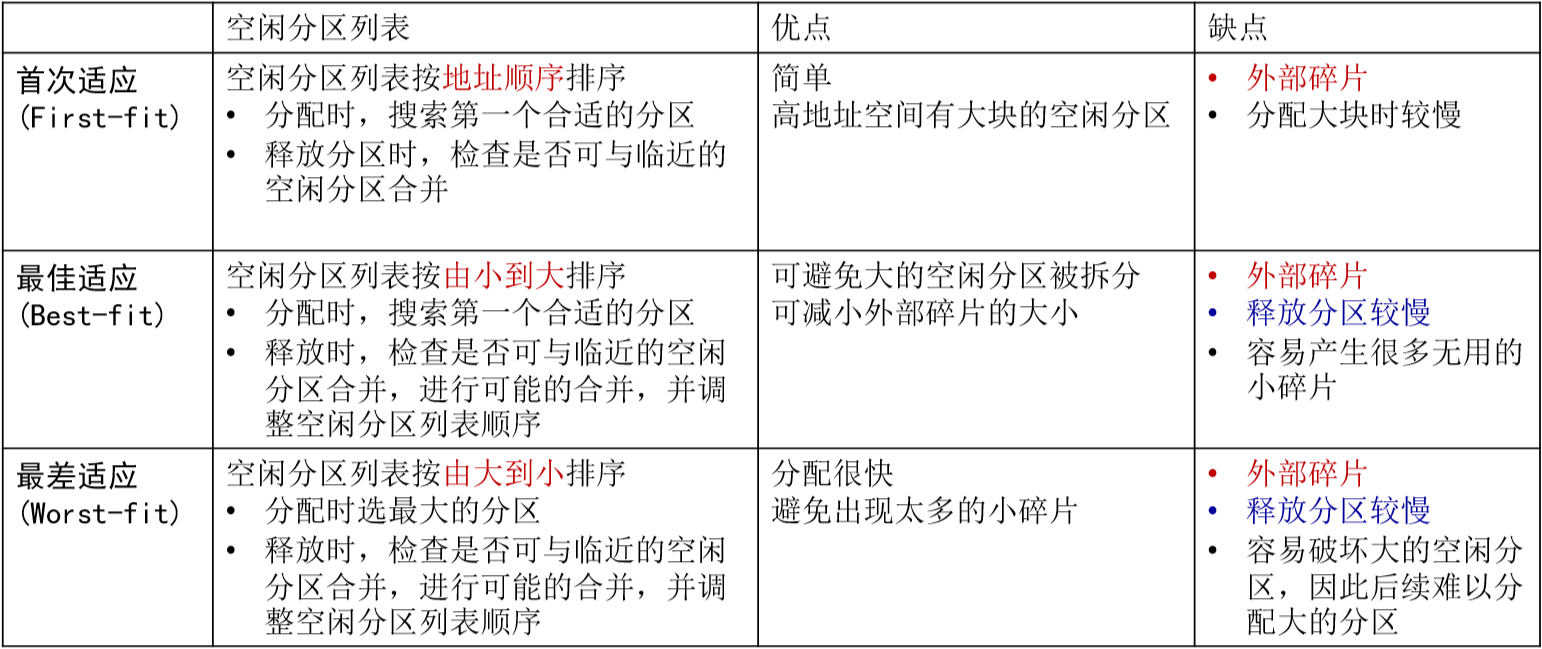 空闲分区列表
优点
缺点
首次适应
(First-fit)
空闲分区列表按地址顺序排序
• 分配时，搜索第一个合适的分区
• 释放分区时，检查是否可与临近的
空闲分区合并
简单
高地址空间有大块的空闲分区
• 外部碎片
• 分配大块时较慢
最佳适应
(Best-fit)
空闲分区列表按由小到大排序
• 分配时，搜索第一个合适的分区
• 释放时，检查是否可与临近的空闲
分区合并，进行可能的合并，并调
整空闲分区列表顺序
可避免大的空闲分区被拆分
可减小外部碎片的大小
• 外部碎片
• 释放分区较慢
• 容易产生很多无用的
小碎片
最差适应
(Worst-fit)
空闲分区列表按由大到小排序
• 分配时选最大的分区
• 释放时，检查是否可与临近的空闲
分区合并，进行可能的合并，并调
整空闲分区列表顺序
分配很快
避免出现太多的小碎片
• 外部碎片
• 释放分区较慢
• 容易破坏大的空闲分
区，因此后续难以分
配大的分区